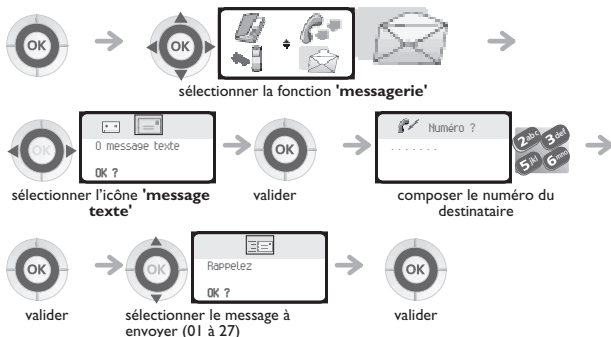 OK
OK
sélectionner la fonction 'messagerie'
OK
0 message texte
OK ?
OK
Numéro ?
. . . . . . .
2abc
3def
5jkl
6mno
sélectionner l'icône 'message
texte'
valider
composer le numéro du
destinataire
OK
OK
Rappelez
OK ?
OK
valider
sélectionner le message à
envoyer (01 à 27)
valider